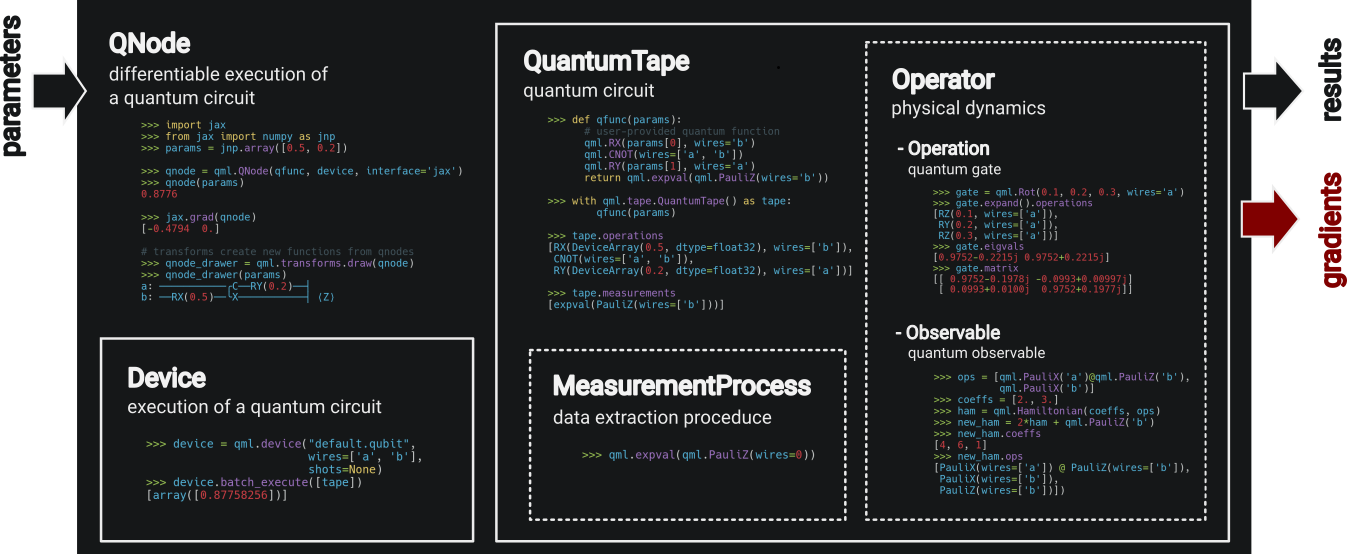 parameters
QNode
differentiable execution of
a quantum circuit
>>> import jax
>>> from jax import numpy as jnp
>>> params = jnp.array([0.5, 0.2])
>>> qnode = qml.QNode(qfunc, device, interface='jax')
>>> qnode(params)
0.8776
>>> jax.grad(qnode)
[-0.4794  0.]
# transforms create new functions from qnodes
>>> qnode_drawer = qml.transforms.draw(qnode)
>>> qnode_drawer(params)
a: ───────────╭C──RY(0.2)──┤
b: ──RX(0.5)──╰X───────────┤ ⟨Z⟩
Device
execution of a quantum circuit
>>> device = qml.device("default.qubit",
wires=['a', 'b'],
shots=None)
>>> device.batch_execute([tape])
[array([0.87758256])]
QuantumTape
quantum circuit
>>> def qfunc(params):
# user-provided quantum function
qml.RX(params[0], wires='b')
qml.CNOT(wires=['a', 'b'])
qml.RY(params[1], wires='a')
return qml.expval(qml.PauliZ(wires='b'))
>>> with qml.tape.QuantumTape() as tape:
qfunc(params)
>>> tape.operations
[RX(DeviceArray(0.5, dtype=float32), wires=['b']),
CNOT(wires=['a', 'b']),
RY(DeviceArray(0.2, dtype=float32), wires=['a'])]
>>> tape.measurements
[expval(PauliZ(wires=['b']))]
MeasurementProcess
data extraction proceduce
>>> qml.expval(qml.PauliZ(wires=0))
Operator
physical dynamics
- Operation
quantum gate
>>> gate = qml.Rot(0.1, 0.2, 0.3, wires='a')
>>> gate.expand().operations
[RZ(0.1, wires=['a']),
RY(0.2, wires=['a']),
RZ(0.3, wires=['a'])]
>>> gate.eigvals
[0.9752-0.2215j 0.9752+0.2215j]
>>> gate.matrix
[[ 0.9752-0.1978j -0.0993+0.00997j]
[ 0.0993+0.0100j  0.9752+0.1977j]]
- Observable
quantum observable
>>> ops = [qml.PauliX('a')@qml.PauliZ('b'),
qml.PauliX('b')]
>>> coeffs = [2., 3.]
>>> ham = qml.Hamiltonian(coeffs, ops)
>>> new_ham = 2*ham + qml.PauliZ('b')
>>> new_ham.coeffs
[4, 6, 1]
>>> new_ham.ops
[PauliX(wires=['a']) @ PauliZ(wires=['b']),
PauliX(wires=['b']),
PauliZ(wires=['b'])])
results
gradients